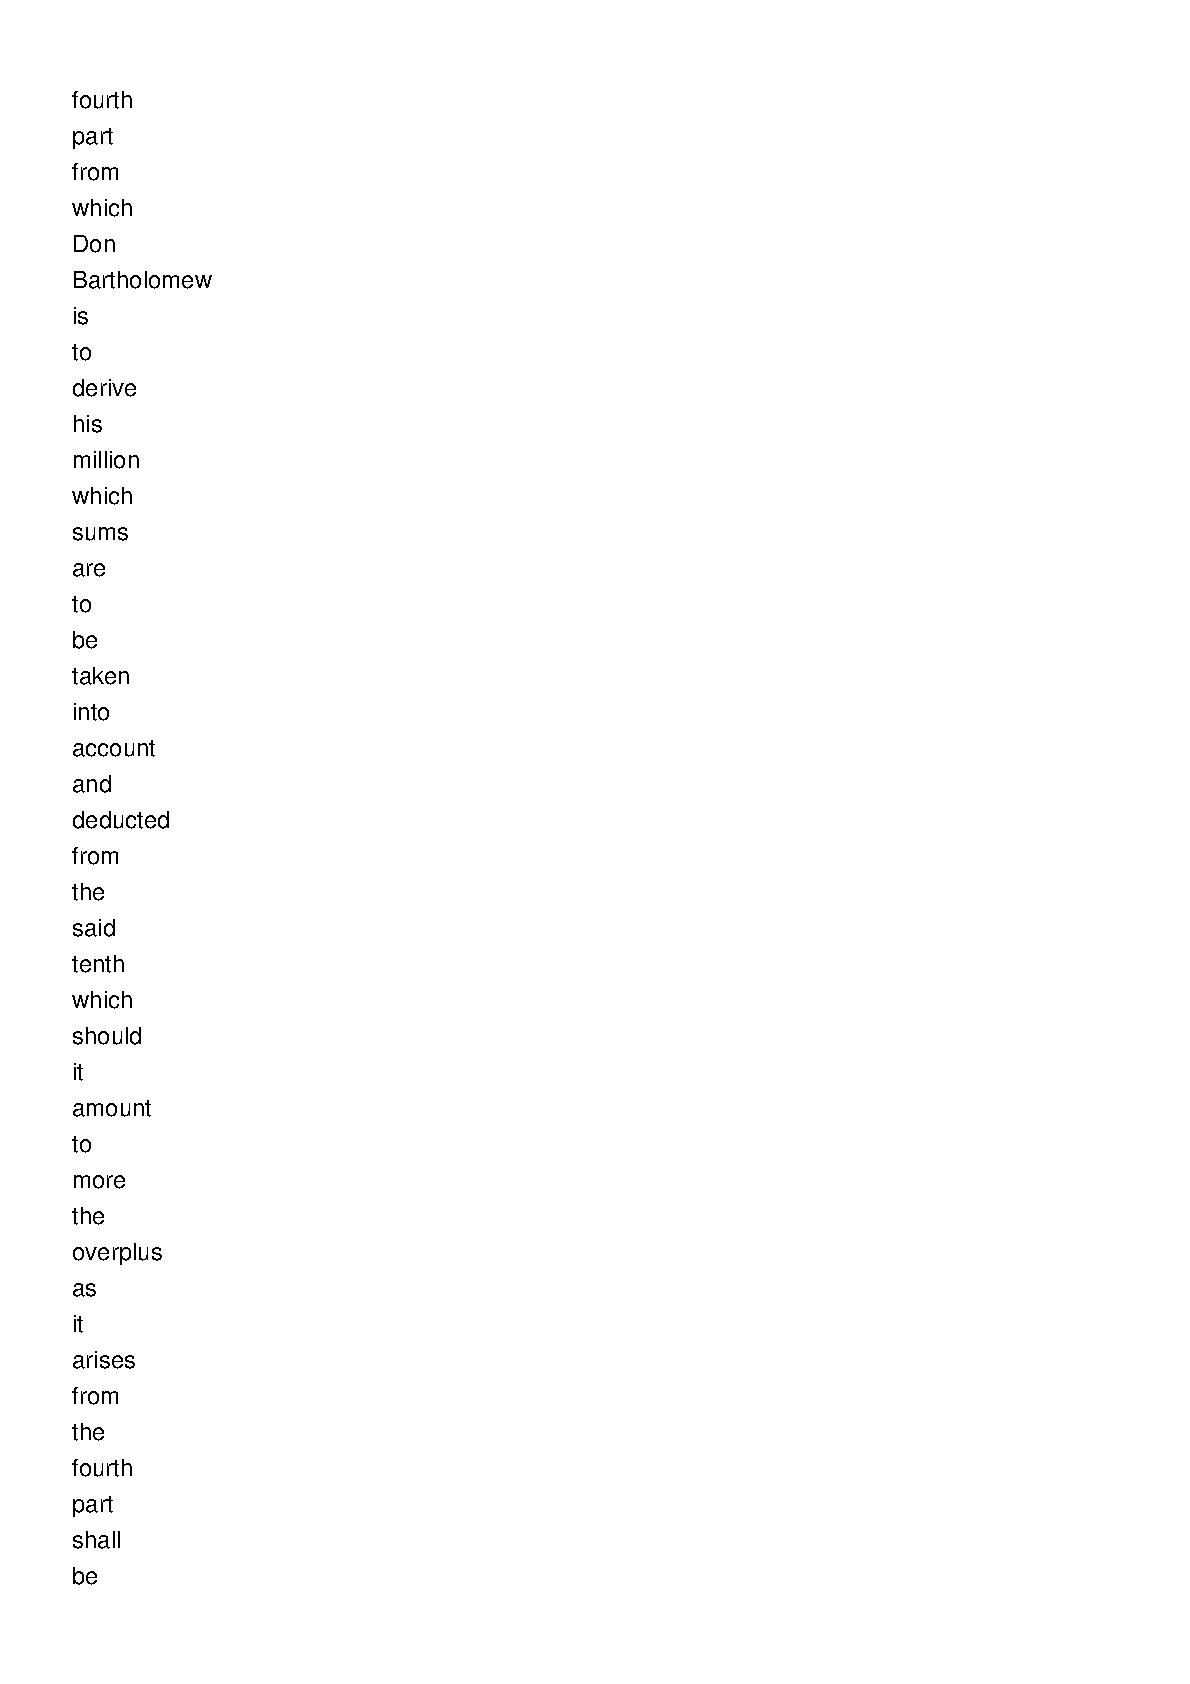 fourth
part
from
which
Don
Bartholomew
is
to
derive
his
million
which
sums
are
to
be
taken
into
account
and
deducted
from
the
said
tenth
which
should
it
amount
to
more
the
overplus
as
it
arises
from
the
fourth
part
shall
be